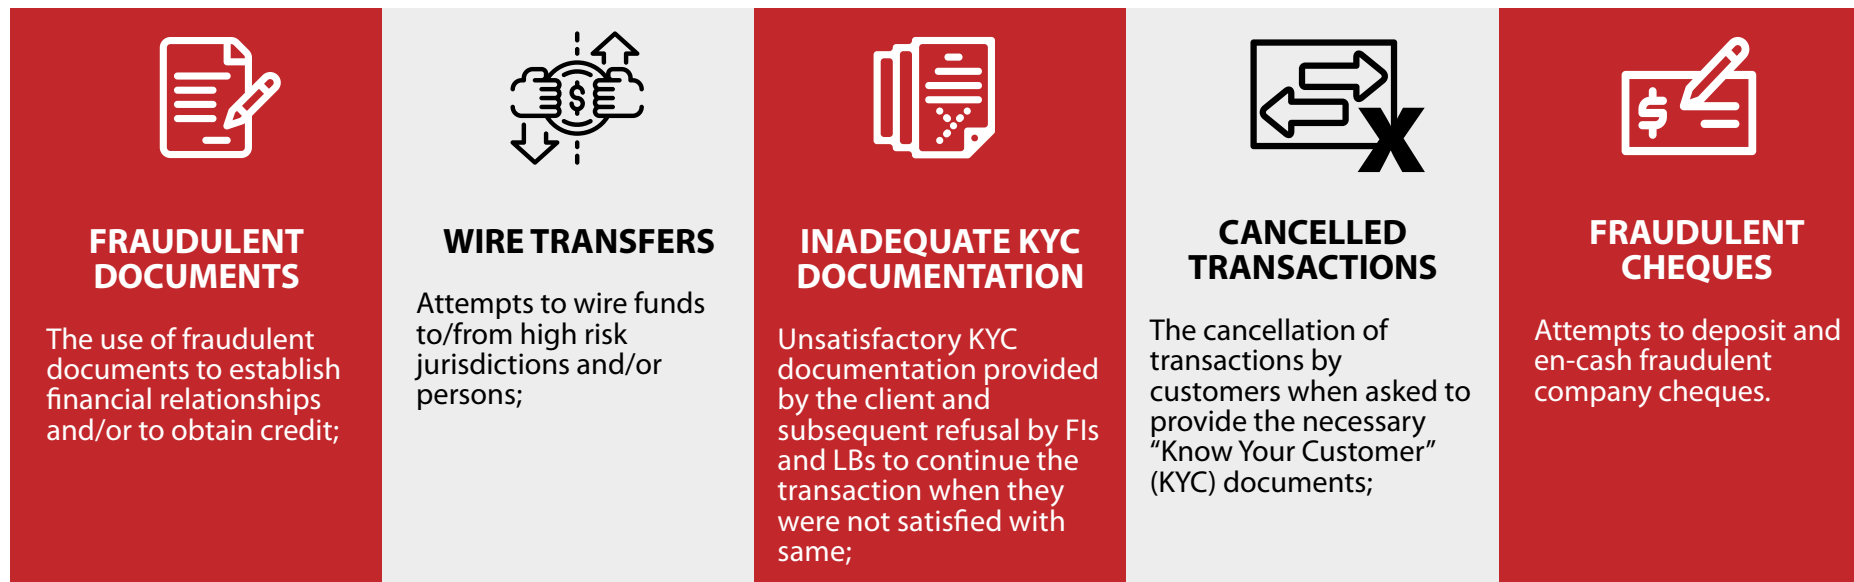 FRAUDULENT
DOCUMENTS
The use of fraudulent
documents to establish
financial relationships
and/or to obtain credit;
WIRE TRANSFERS
Attempts to wire funds
to/from high risk
jurisdictions and/or
persons;
INADEQUATE KYC
DOCUMENTATION
Unsatisfactory KYC
documentation provided
by the client and
subsequent refusal by FIs
and LBs to continue the
transaction when they
were not satisfied with
same;
CANCELLED
TRANSACTIONS
The cancellation of
transactions by
customers when asked to
provide the necessary
“Know Your Customer”
(KYC) documents;
FRAUDULENT
CHEQUES
Attempts to deposit and
en-cash fraudulent
company cheques.